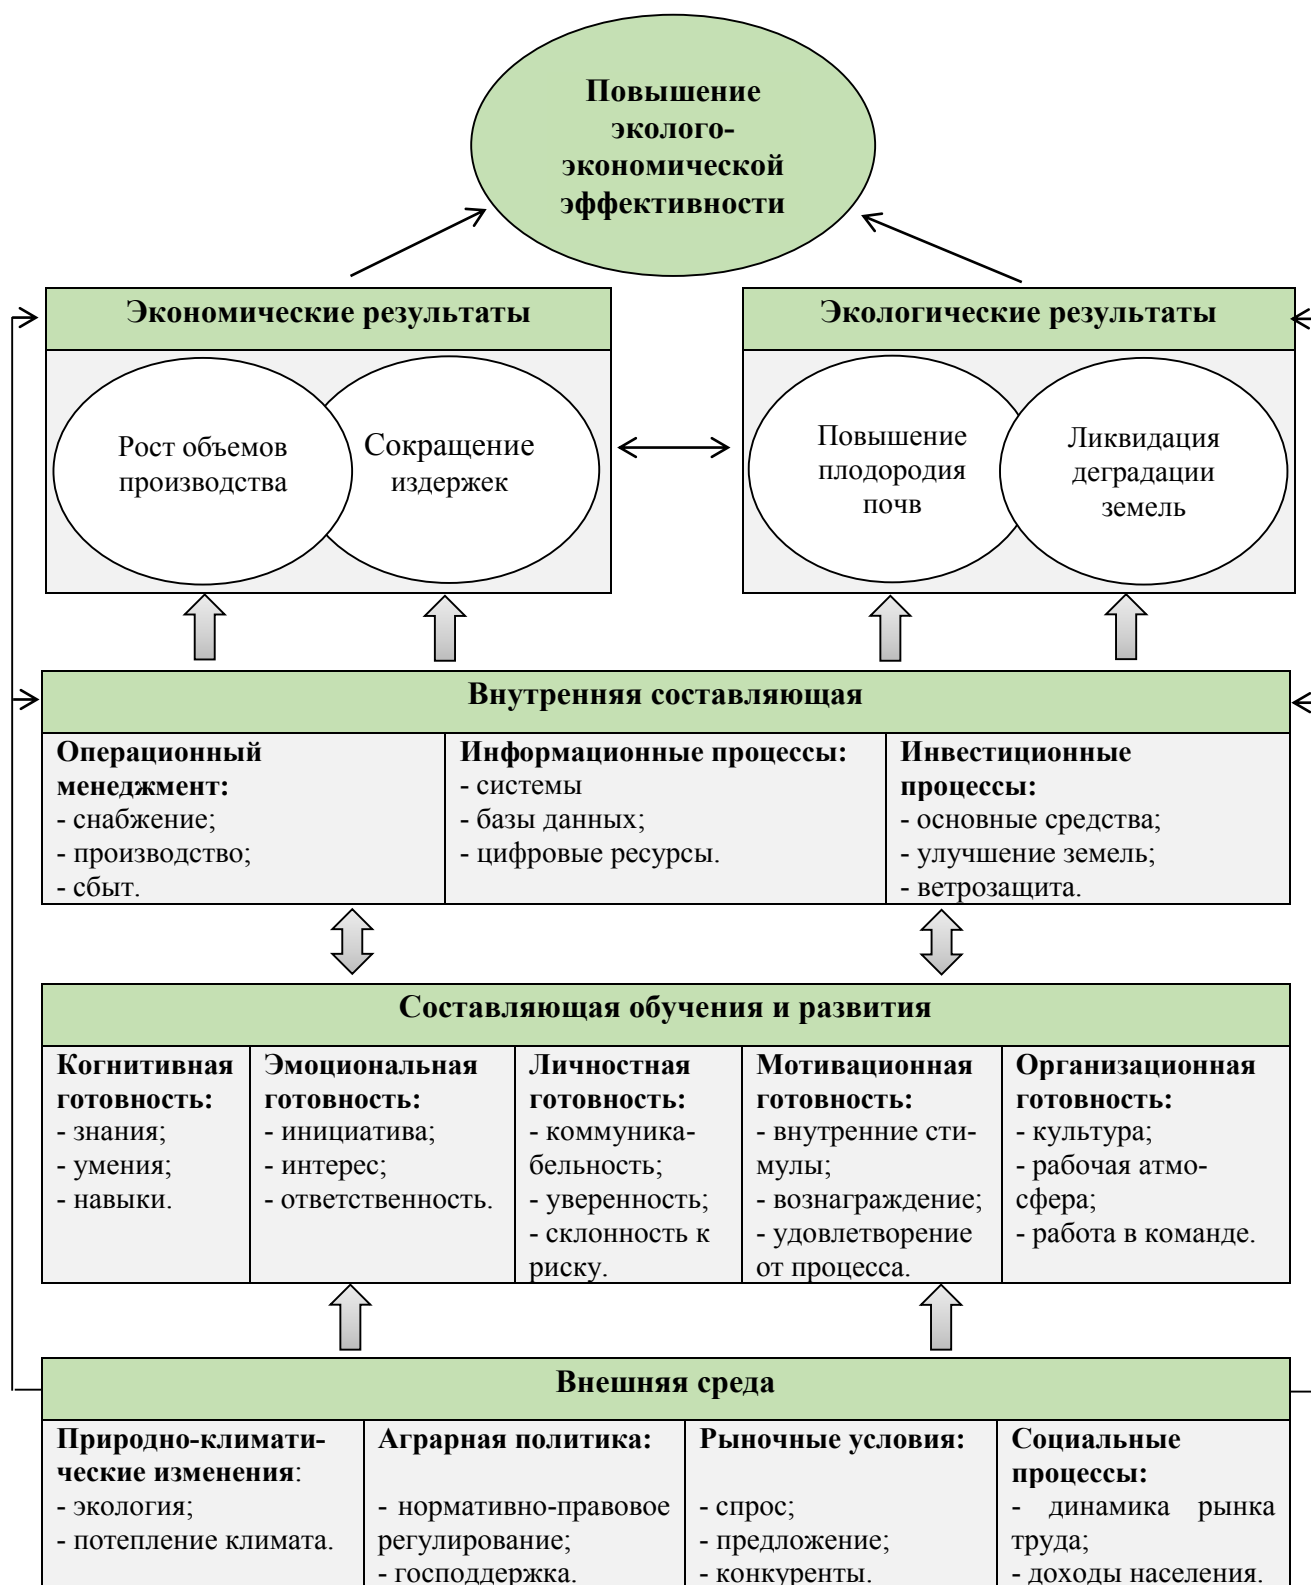 Повышение
эколого-
экономической
эффективности
Экономические результаты
Экологические результаты
Рост объемов
производства
Сокращение
издержек
Повышение
плодородия
почв
Ликвидация
деградации
земель
Внутренняя составляющая
Операционный
менеджмент:
- снабжение;
- производство;
- сбыт.
Информационные процессы:
- системы
- базы данных;
- цифровые ресурсы.
Инвестиционные
процессы:
- основные средства;
- улучшение земель;
- ветрозащита.
Составляющая обучения и развития
Когнитивная
готовность:
- знания;
- умения;
- навыки.
Эмоциональная
готовность:
- инициатива;
- интерес;
- ответственность.
Личностная
готовность:
- коммуника-
бельность;
- уверенность;
- склонность к
риску.
Мотивационная
готовность:
- внутренние сти-
мулы;
- вознаграждение;
- удовлетворение
от процесса.
Организационная
готовность:
- культура;
- рабочая атмо-
сфера;
- работа в команде.
Внешняя среда
Природно-климати-
ческие изменения:
- экология;
- потепление климата.
Аграрная политика:
- нормативно-правовое
регулирование;
- господдержка.
Рыночные условия:
- спрос;
- предложение;
- конкуренты.
Социальные
процессы:
- динамика рынка
труда;
- доходы населения.